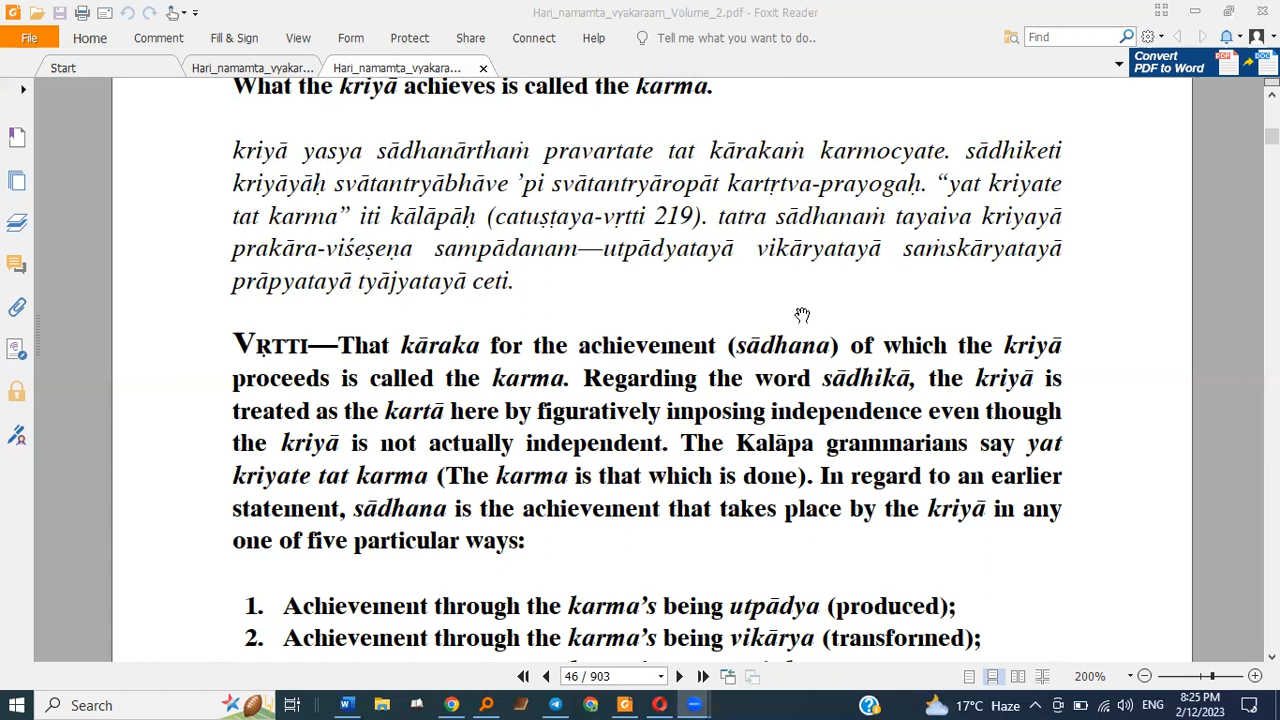 Hari_namamta_vyakaraam_Volume_2.pdf - Foxit Reader
File Home Comment Fill & Sign View Form Protect Share Connect Help Tell me what you want to do.. Find
Start Hari_namamta_vyakar... Hari_namamta_vyakara... Convert
PDF to Word
What the kriyā achieves is called the karma.
kriyā yasya sādhanārthaṁ pravartate tat kārakaṁ karmocyate. sādhiketi
kriyāyāḥ svātantryābhāve ’pi svātantryāropāt kartṛtva-prayogaḥ. “yat kriyate
tat karma” iti kālāpāḥ (catuṣṭaya-vṛtti 219). tatra sādhanaṁ tayaiva kriyayā
prakāra-viśeṣeṇa sampādanam—utpādyatayā vikāryatayā saṁskāryatayā
prāpyatayā tyājyatayā ceti.
VṚTTI—That kāraka for the achievement (sādhana) of which the kriyā
proceeds is called the karma. Regarding the word sādhikā, the kriyā is
treated as the kartā here by figuratively imposing independence even though
the kriyā is not actually independent. The Kalāpa grammarians say yat
kriyate tat karma (The karma is that which is done). In regard to an earlier
statement, sādhana is the achievement that takes place by the kriyā in any
one of five particular ways:
1. Achievement through the karma’s being utpādya (produced);
2. Achievement through the karma’s being vikārya (transformed);
46 / 903 200%
Search 17°C Haze ENG 8:25 PM
2/12/2023